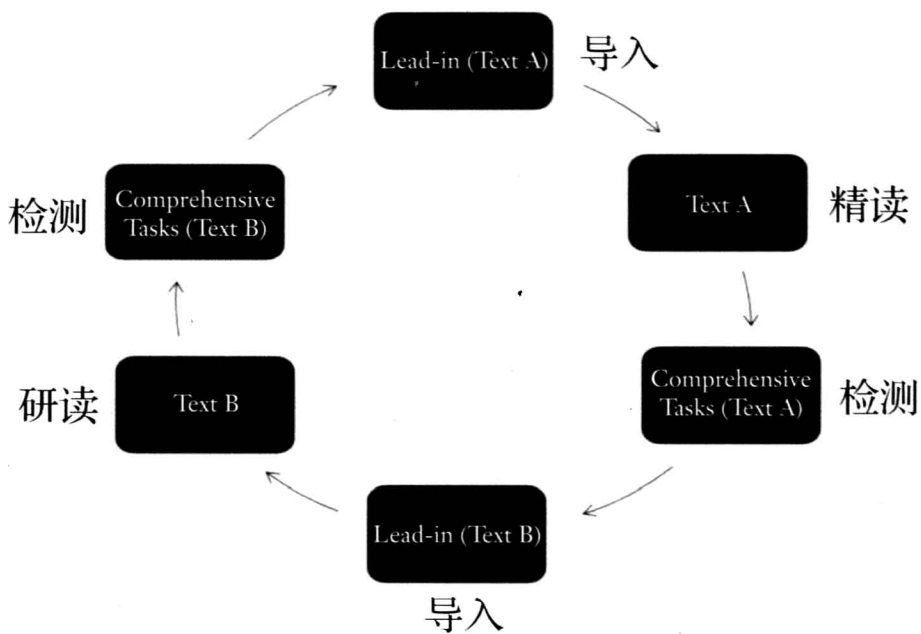 Lead-in (Text A)
导入
Text A
精读
Comprehensive
Tasks (Text A)
检测
Lead-in (Text B)
导入
Text B
研读
Comprehensive
Tasks (Text B)
检测